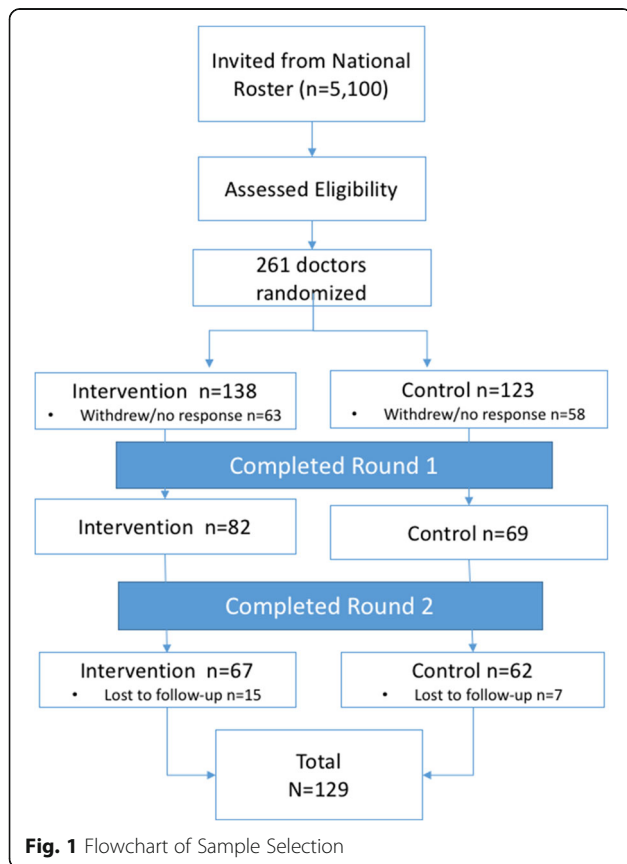 Invited from National
Roster (n=5,100)
Assessed Eligibility
261 doctors
randomized
Intervention n=138
• Withdrew/no response n=63
Control n=123
• Withdrew/no response n=58
Completed Round 1
Intervention n=82
Control n=69
Completed Round 2
Intervention n=67
• Lost to follow-up n=15
Control n=62
• Lost to follow-up n=7
Total
N=129
Fig. 1 Flowchart of Sample Selection